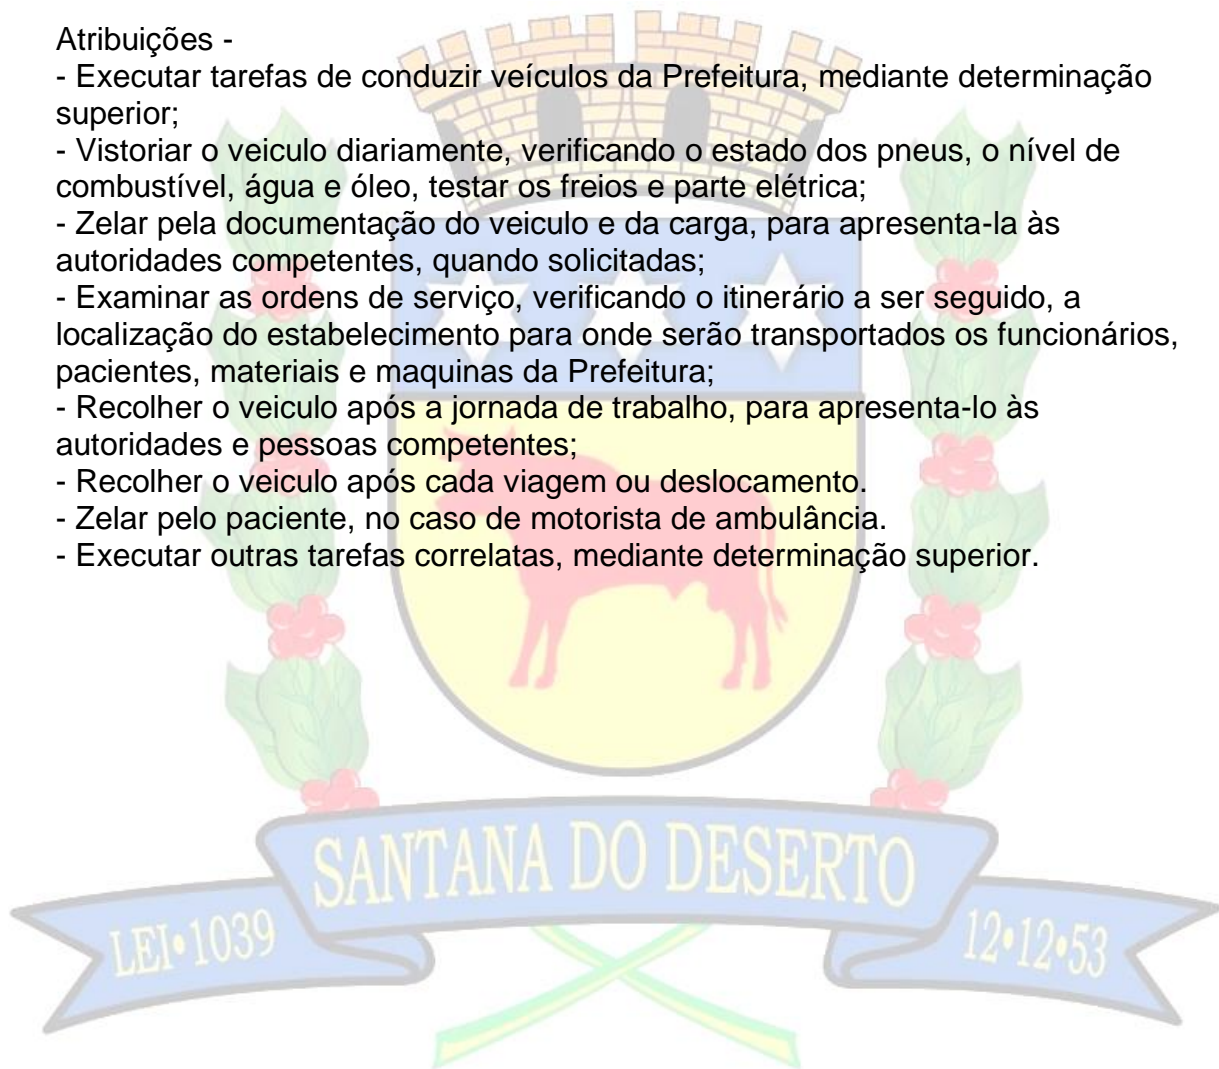 Atribuições -
- Executar tarefas de conduzir veículos da Prefeitura, mediante determinação
superior;
- Vistoriar o veiculo diariamente, verificando o estado dos pneus, o nível de
combustível, água e óleo, testar os freios e parte elétrica;
- Zelar pela documentação do veiculo e da carga, para apresenta-la às
autoridades competentes, quando solicitadas;
- Examinar as ordens de serviço, verificando o itinerário a ser seguido, a
localização do estabelecimento para onde serão transportados os funcionários,
pacientes, materiais e maquinas da Prefeitura;
- Recolher o veiculo após a jornada de trabalho, para apresenta-lo às
autoridades e pessoas competentes;
- Recolher o veiculo após cada viagem ou deslocamento.
- Zelar pelo paciente, no caso de motorista de ambulância.
- Executar outras tarefas correlatas, mediante determinação superior.
SANTANA DO DESERTO
LEI•1039
12•12•53